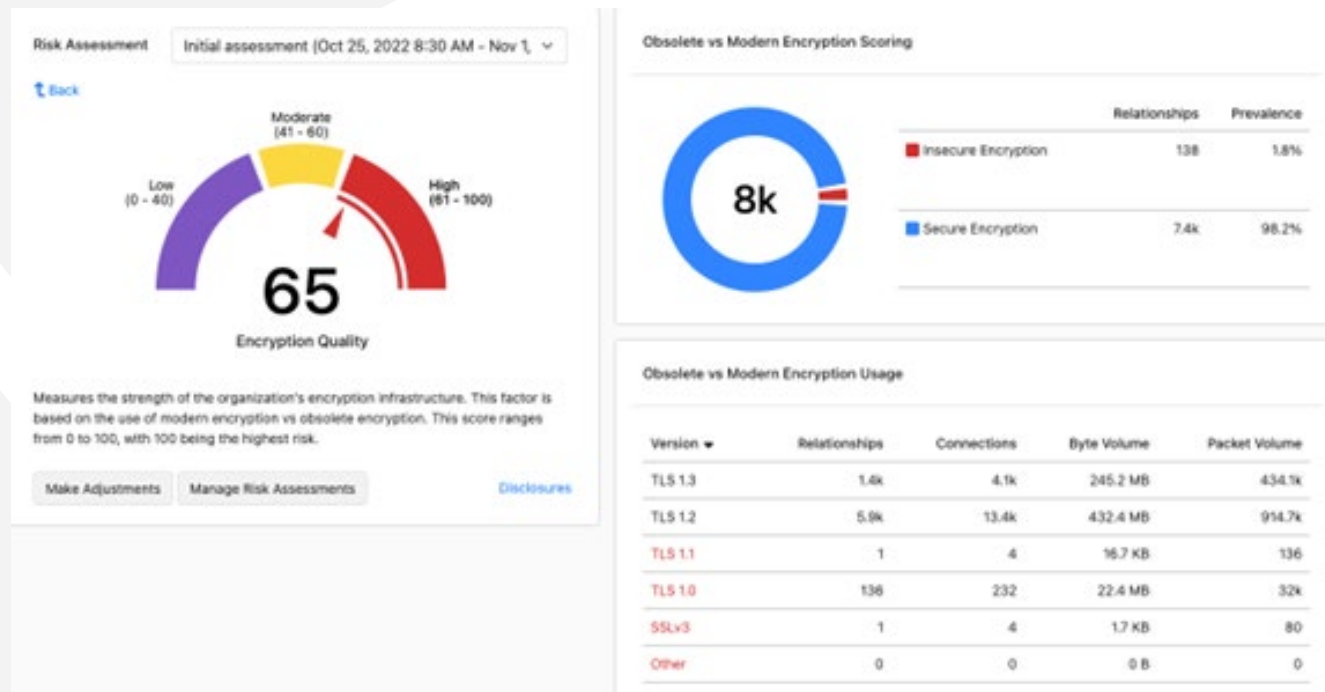 Risk Assessment
Initial assessment (Oct 25, 2022 8:30 AM - Nov 1,
Back
Moderate
(41 - 60)
Low
(0 - 40)
High
(61 - 100)
65
Encryption Quality
Measures the strength of the organization's encryption infrastructure. This factor is
based on the use of modern encryption vs obsolete encryption. This score ranges
from 0 to 100, with 100 being the highest risk.
Make Adjustments Manage Risk Assessments Disclosures
Obsolete vs Modern Encryption Scoring
8k
Relationships Prevalence
Insecure Encryption 138 1.8%
Secure Encryption 7.4k 98.2%
Obsolete vs Modern Encryption Usage
Version Relationships Connections Byte Volume Packet Volume
TLS 1.3 1.4k 4.1k 245.2 MB 434.1k
TLS 1.2 5.9k 13.4k 432.4 MB 914.7k
TLS 1.1 1 4 16.7 KB 136
TLS 1.0 136 232 22.4 MB 32k
SSLv3 1 4 1.7 KB 80
Other 0 0 0 B 0